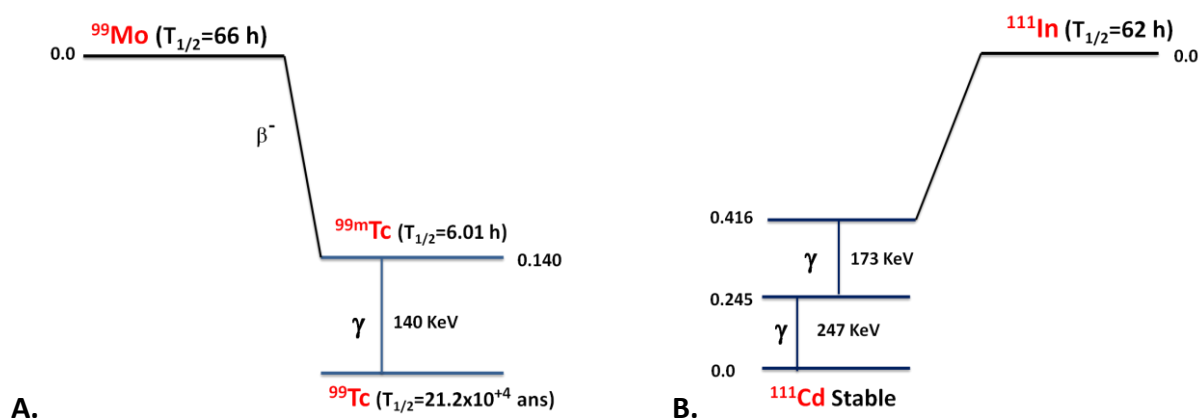 ⁹⁹Mo (T₁/₂=66 h)
0.0
β⁻
⁹⁹ᵐTc (T₁/₂=6.01 h)
0.140
γ 140 KeV
⁹⁹Tc (T₁/₂=21.2x10⁺⁴ ans)
A.
¹¹¹In (T₁/₂=62 h)
0.0
0.416
γ 173 KeV
0.245
γ 247 KeV
0.0
¹¹¹Cd Stable
B.